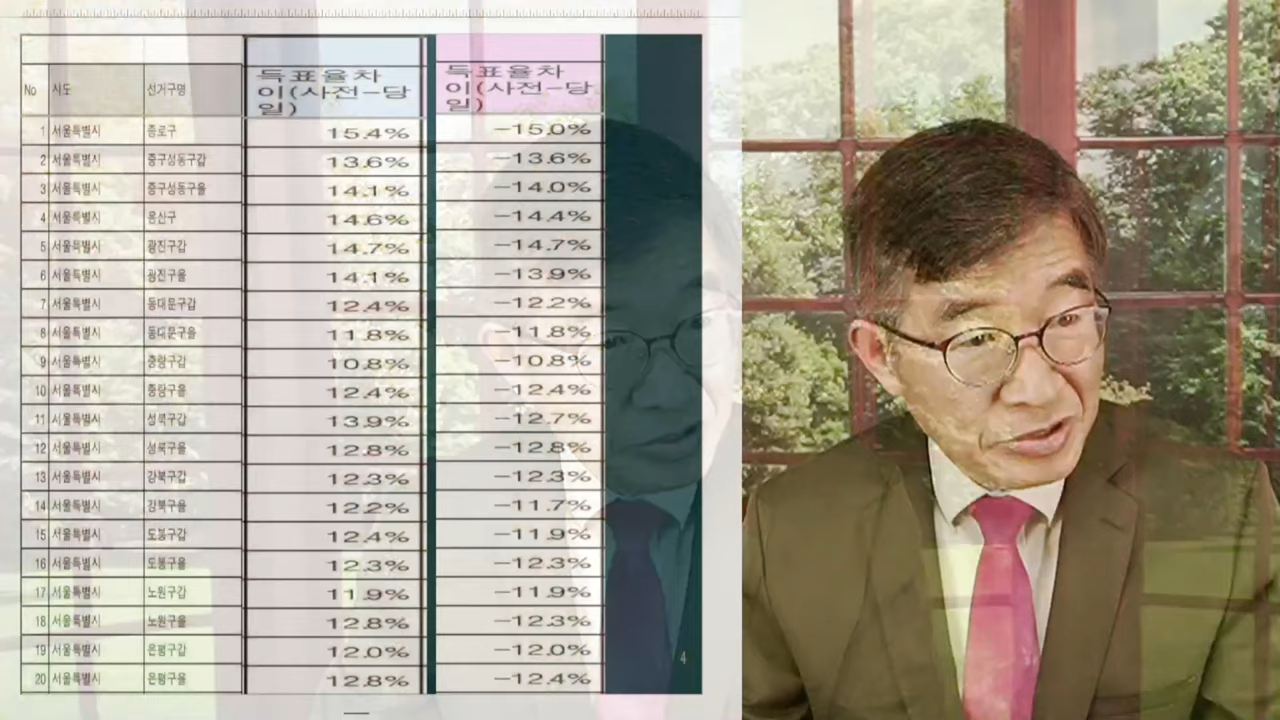 No 시도 선거구명 득표율차 이(사전-당 일) 득표율차 이(사전-당 일)
1 서울특별시 종로구 15.4% -15.0%
2 서울특별시 중구성동구갑 13.6% -13.6%
3 서울특별시 중구성동구을 14.1% -14.0%
4 서울특별시 용산구 14.6% -14.4%
5 서울특별시 광진구갑 14.7% -14.7%
6 서울특별시 광진구을 14.1% -13.9%
7 서울특별시 동대문구갑 12.4% -12.2%
8 서울특별시 동대문구을 11.8% -11.8%
9 서울특별시 중랑구갑 10.8% -10.8%
10 서울특별시 중랑구을 12.4% -12.4%
11 서울특별시 성북구갑 13.9% -12.7%
12 서울특별시 성북구을 12.8% -12.8%
13 서울특별시 강북구갑 12.3% -12.3%
14 서울특별시 강북구을 12.2% -11.7%
15 서울특별시 도봉구갑 12.4% -11.9%
16 서울특별시 도봉구을 12.3% -12.3%
17 서울특별시 노원구갑 11.9% -11.9%
18 서울특별시 노원구을 12.8% -12.3%
19 서울특별시 은평구갑 12.0% -12.0%
20 서울특별시 은평구을 12.8% -12.4%
4